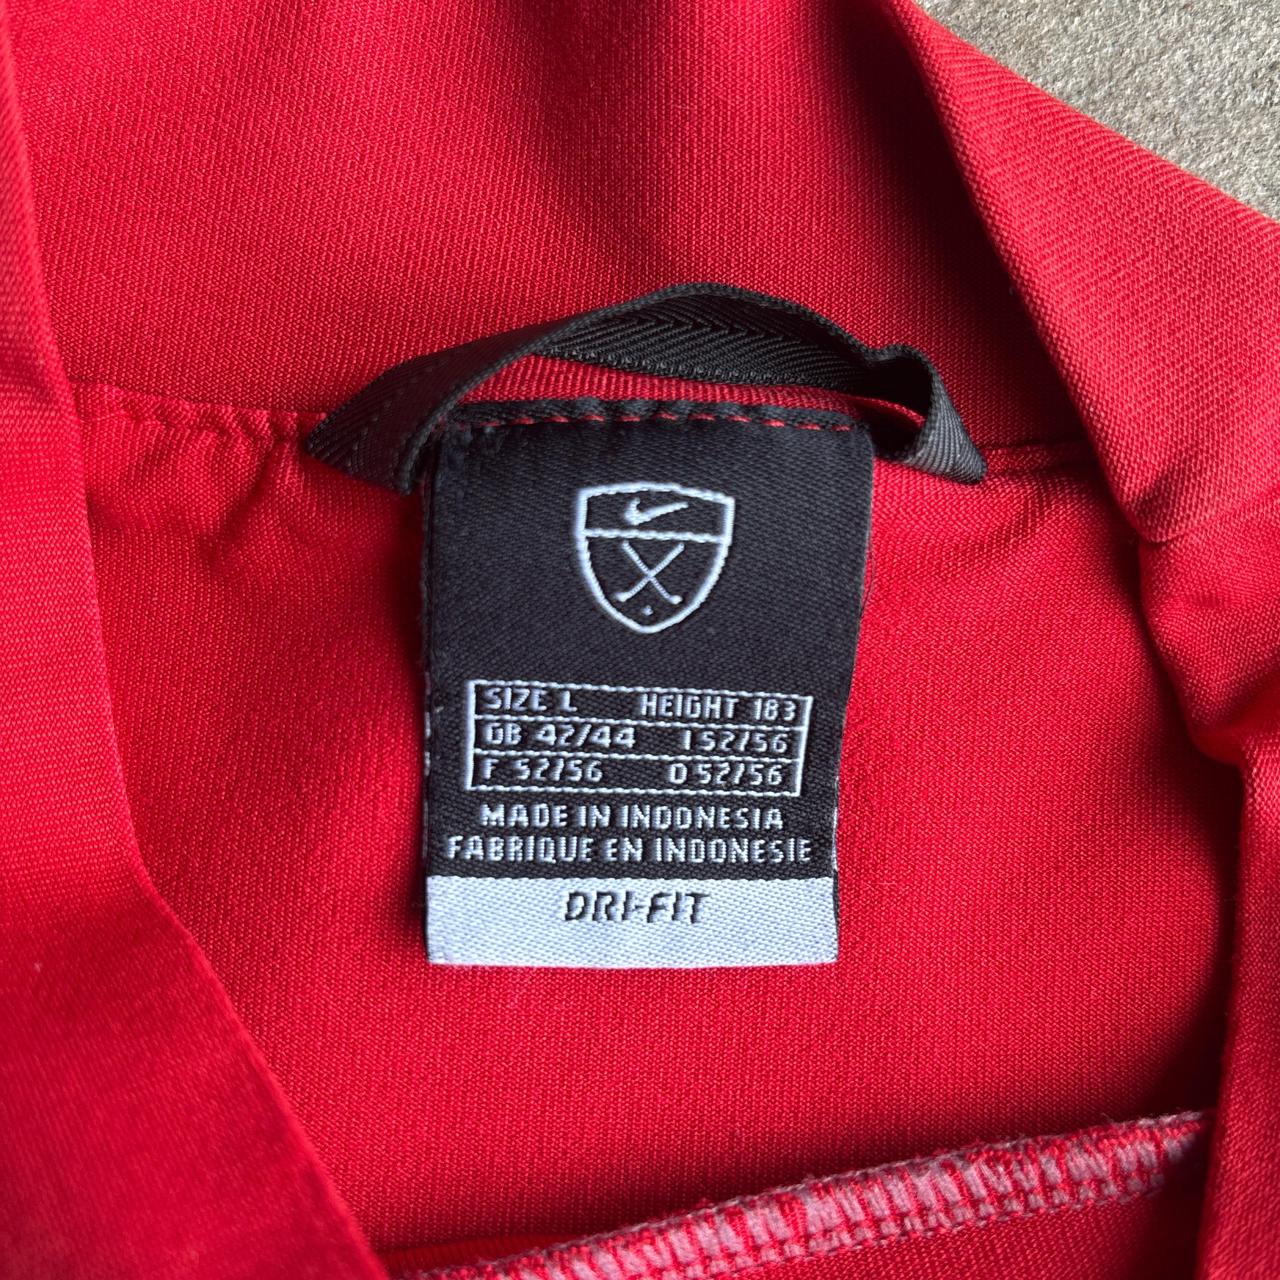 SIZE L HEIGHT 183
GB 42/44 I 52/56
F 52/56 D 52/56
MADE IN INDONESIA
FABRIQUE EN INDONESIE
DRI-FIT